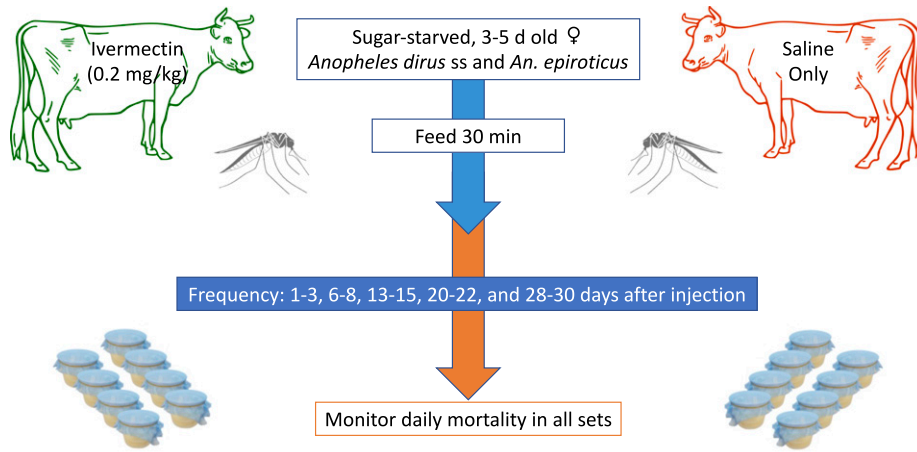 Ivermectin
(0.2 mg/kg)
Sugar-starved, 3-5 d old ♀
Anopheles dirus ss and An. epiroticus
Saline
Only
Feed 30 min
Frequency: 1-3, 6-8, 13-15, 20-22, and 28-30 days after injection
Monitor daily mortality in all sets